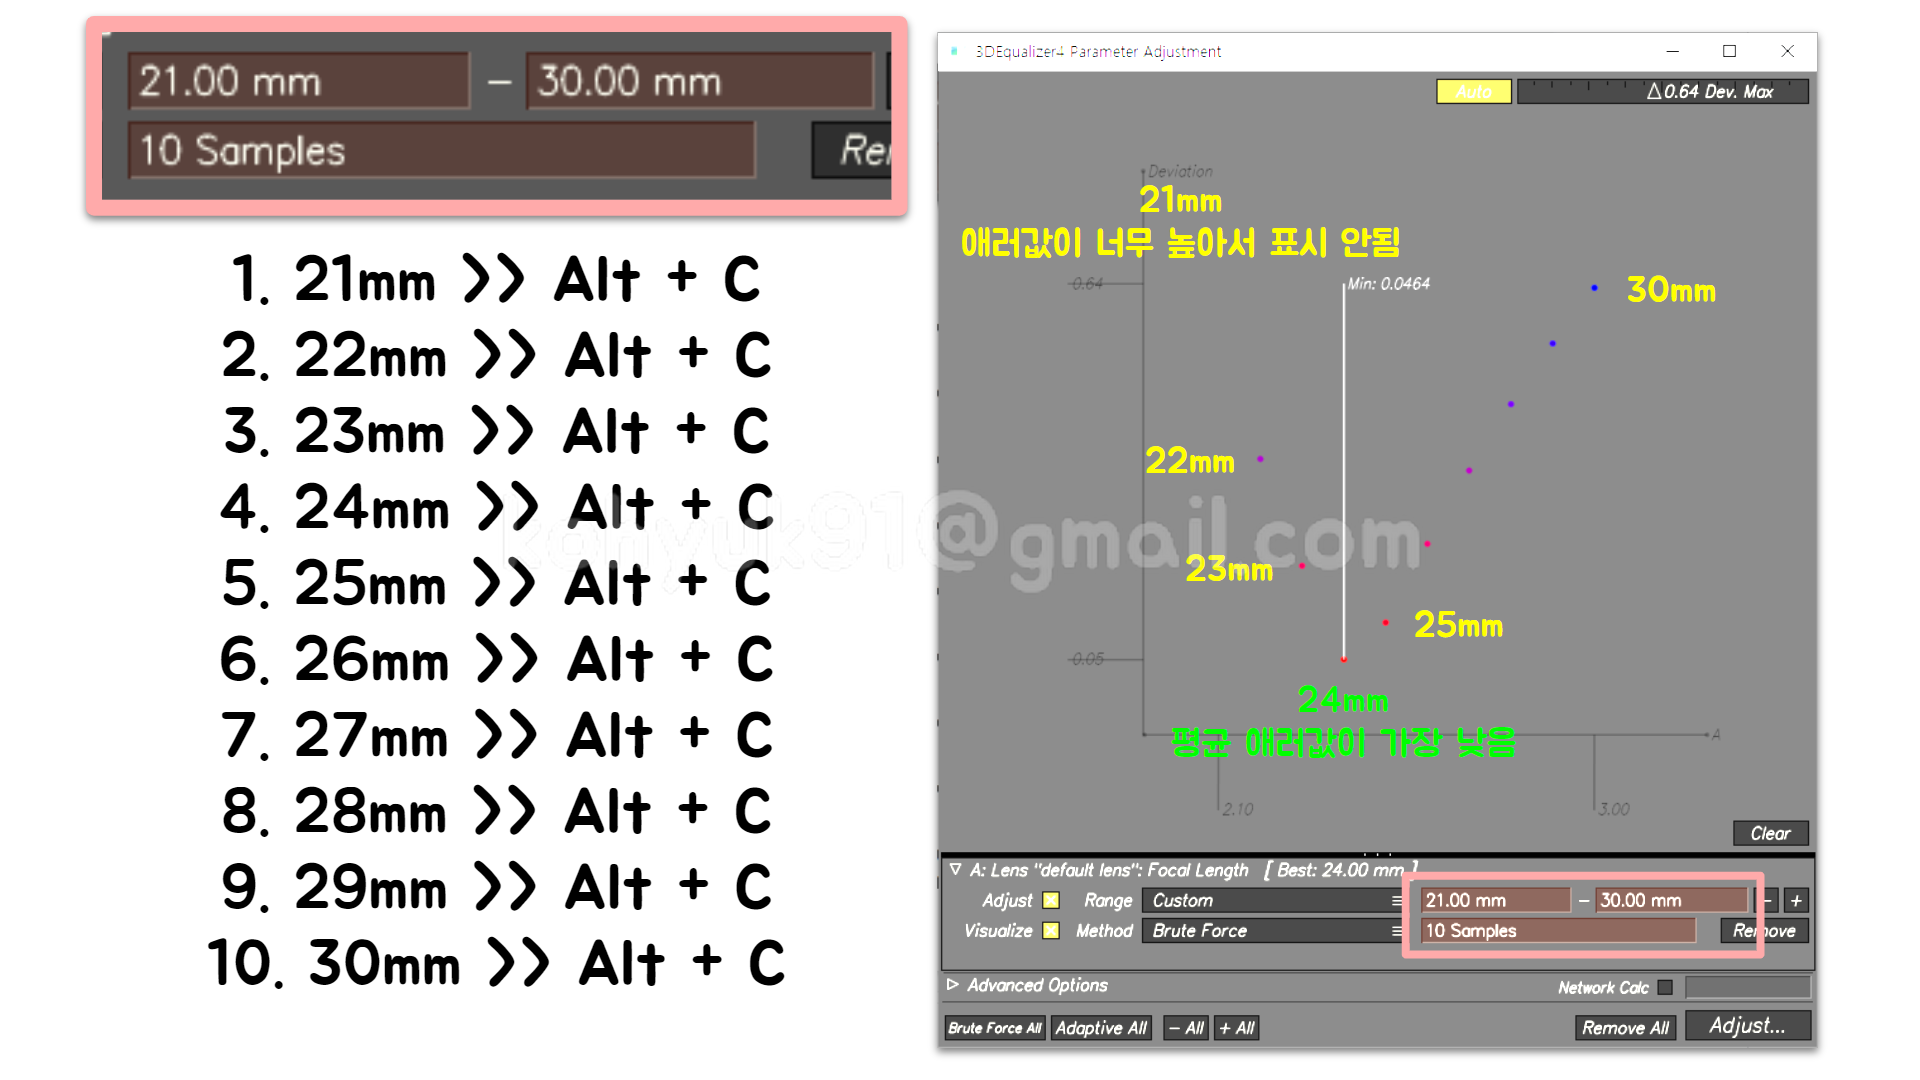 21.00 mm – 30.00 mm
10 Samples Re
1. 21mm >> Alt + C
2. 22mm >> Alt + C
3. 23mm >> Alt + C
4. 24mm >> Alt + C
5. 25mm >> Alt + C
6. 26mm >> Alt + C
7. 27mm >> Alt + C
8. 28mm >> Alt + C
9. 29mm >> Alt + C
10. 30mm >> Alt + C
3DEqualizer4 Parameter Adjustment
Auto
△0.64 Dev. Max
Deviation
21mm
애러값이 너무 높아서 표시 안됨
0.64
Min: 0.0464
30mm
22mm
kohyuk91@gmail.com
23mm
25mm
0.05
24mm
평균 애러값이 가장 낮음
A
2.10
3.00
Clear
▽ A: Lens "default lens": Focal Length [ Best: 24.00 mm ]
Adjust Range Custom 21.00 mm – 30.00 mm – +
Visualize Method Brute Force 10 Samples Remove
▷ Advanced Options
Network Calc
Brute Force All Adaptive All – All + All Remove All Adjust...